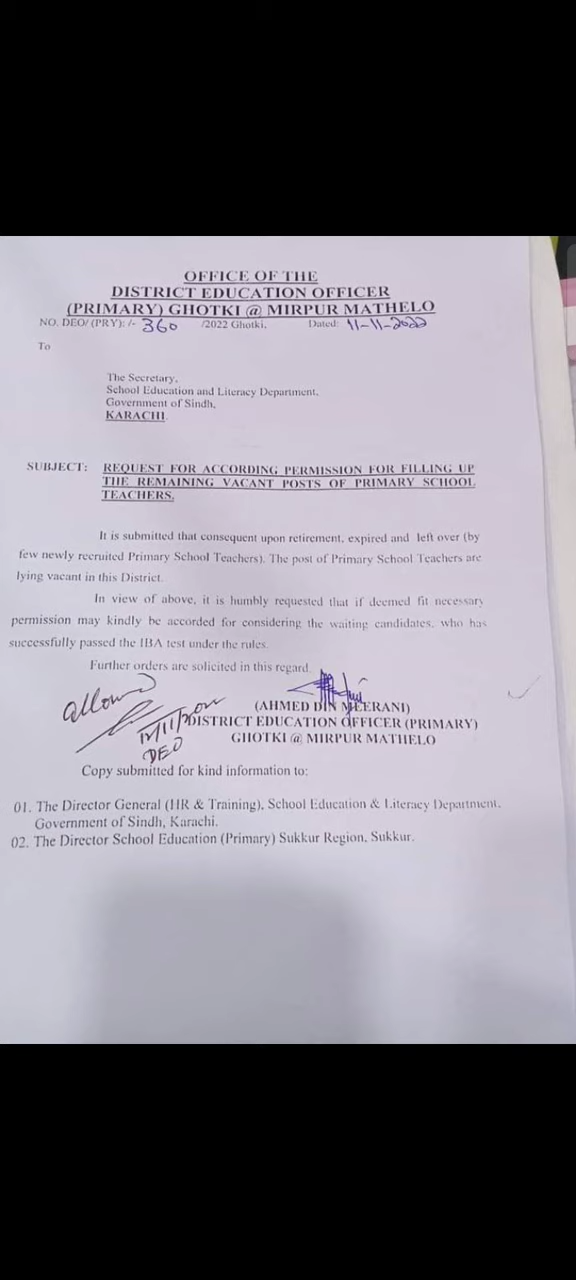 OFFICE OF THE
DISTRICT EDUCATION OFFICER
(PRIMARY) GHOTKI @ MIRPUR MATHELO
NO. DEO/ (PRY): /- 360 /2022 Ghotki, Dated: 11-11-2022
To
The Secretary,
School Education and Literacy Department,
Government of Sindh,
KARACHI.
SUBJECT: REQUEST FOR ACCORDING PERMISSION FOR FILLING UP
THE REMAINING VACANT POSTS OF PRIMARY SCHOOL
TEACHERS.
It is submitted that consequent upon retirement, expired and left over (by
few newly recruited Primary School Teachers). The post of Primary School Teachers are
lying vacant in this District.
In view of above, it is humbly requested that if deemed fit necessary
permission may kindly be accorded for considering the waiting candidates, who has
successfully passed the IBA test under the rules.
Further orders are solicited in this regard.
allowed
DEO
(AHMED DIN MEERANI)
DISTRICT EDUCATION OFFICER (PRIMARY)
GHOTKI @ MIRPUR MATHELO
Copy submitted for kind information to:
01. The Director General (HR & Training), School Education & Literacy Department,
Government of Sindh, Karachi.
02. The Director School Education (Primary) Sukkur Region, Sukkur.